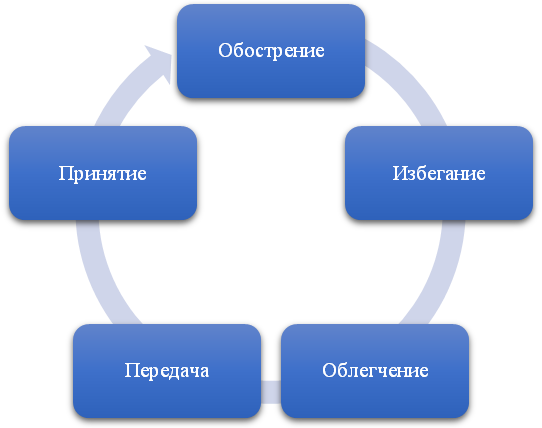 Обострение
Избегание
Облегчение
Передача
Принятие